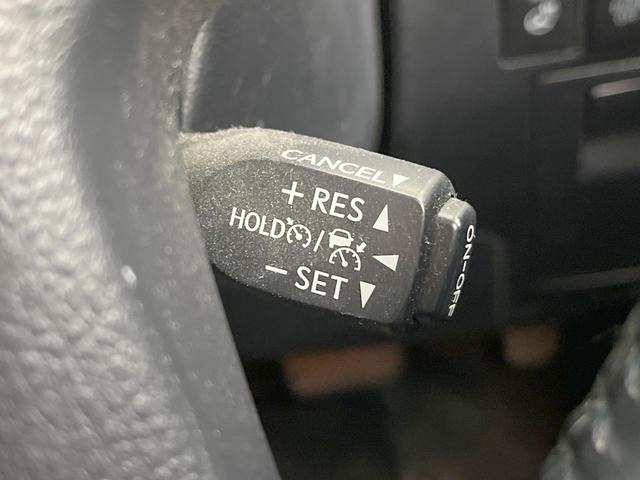 CANCEL
+ RES
HOLD /
- SET
ON-OFF